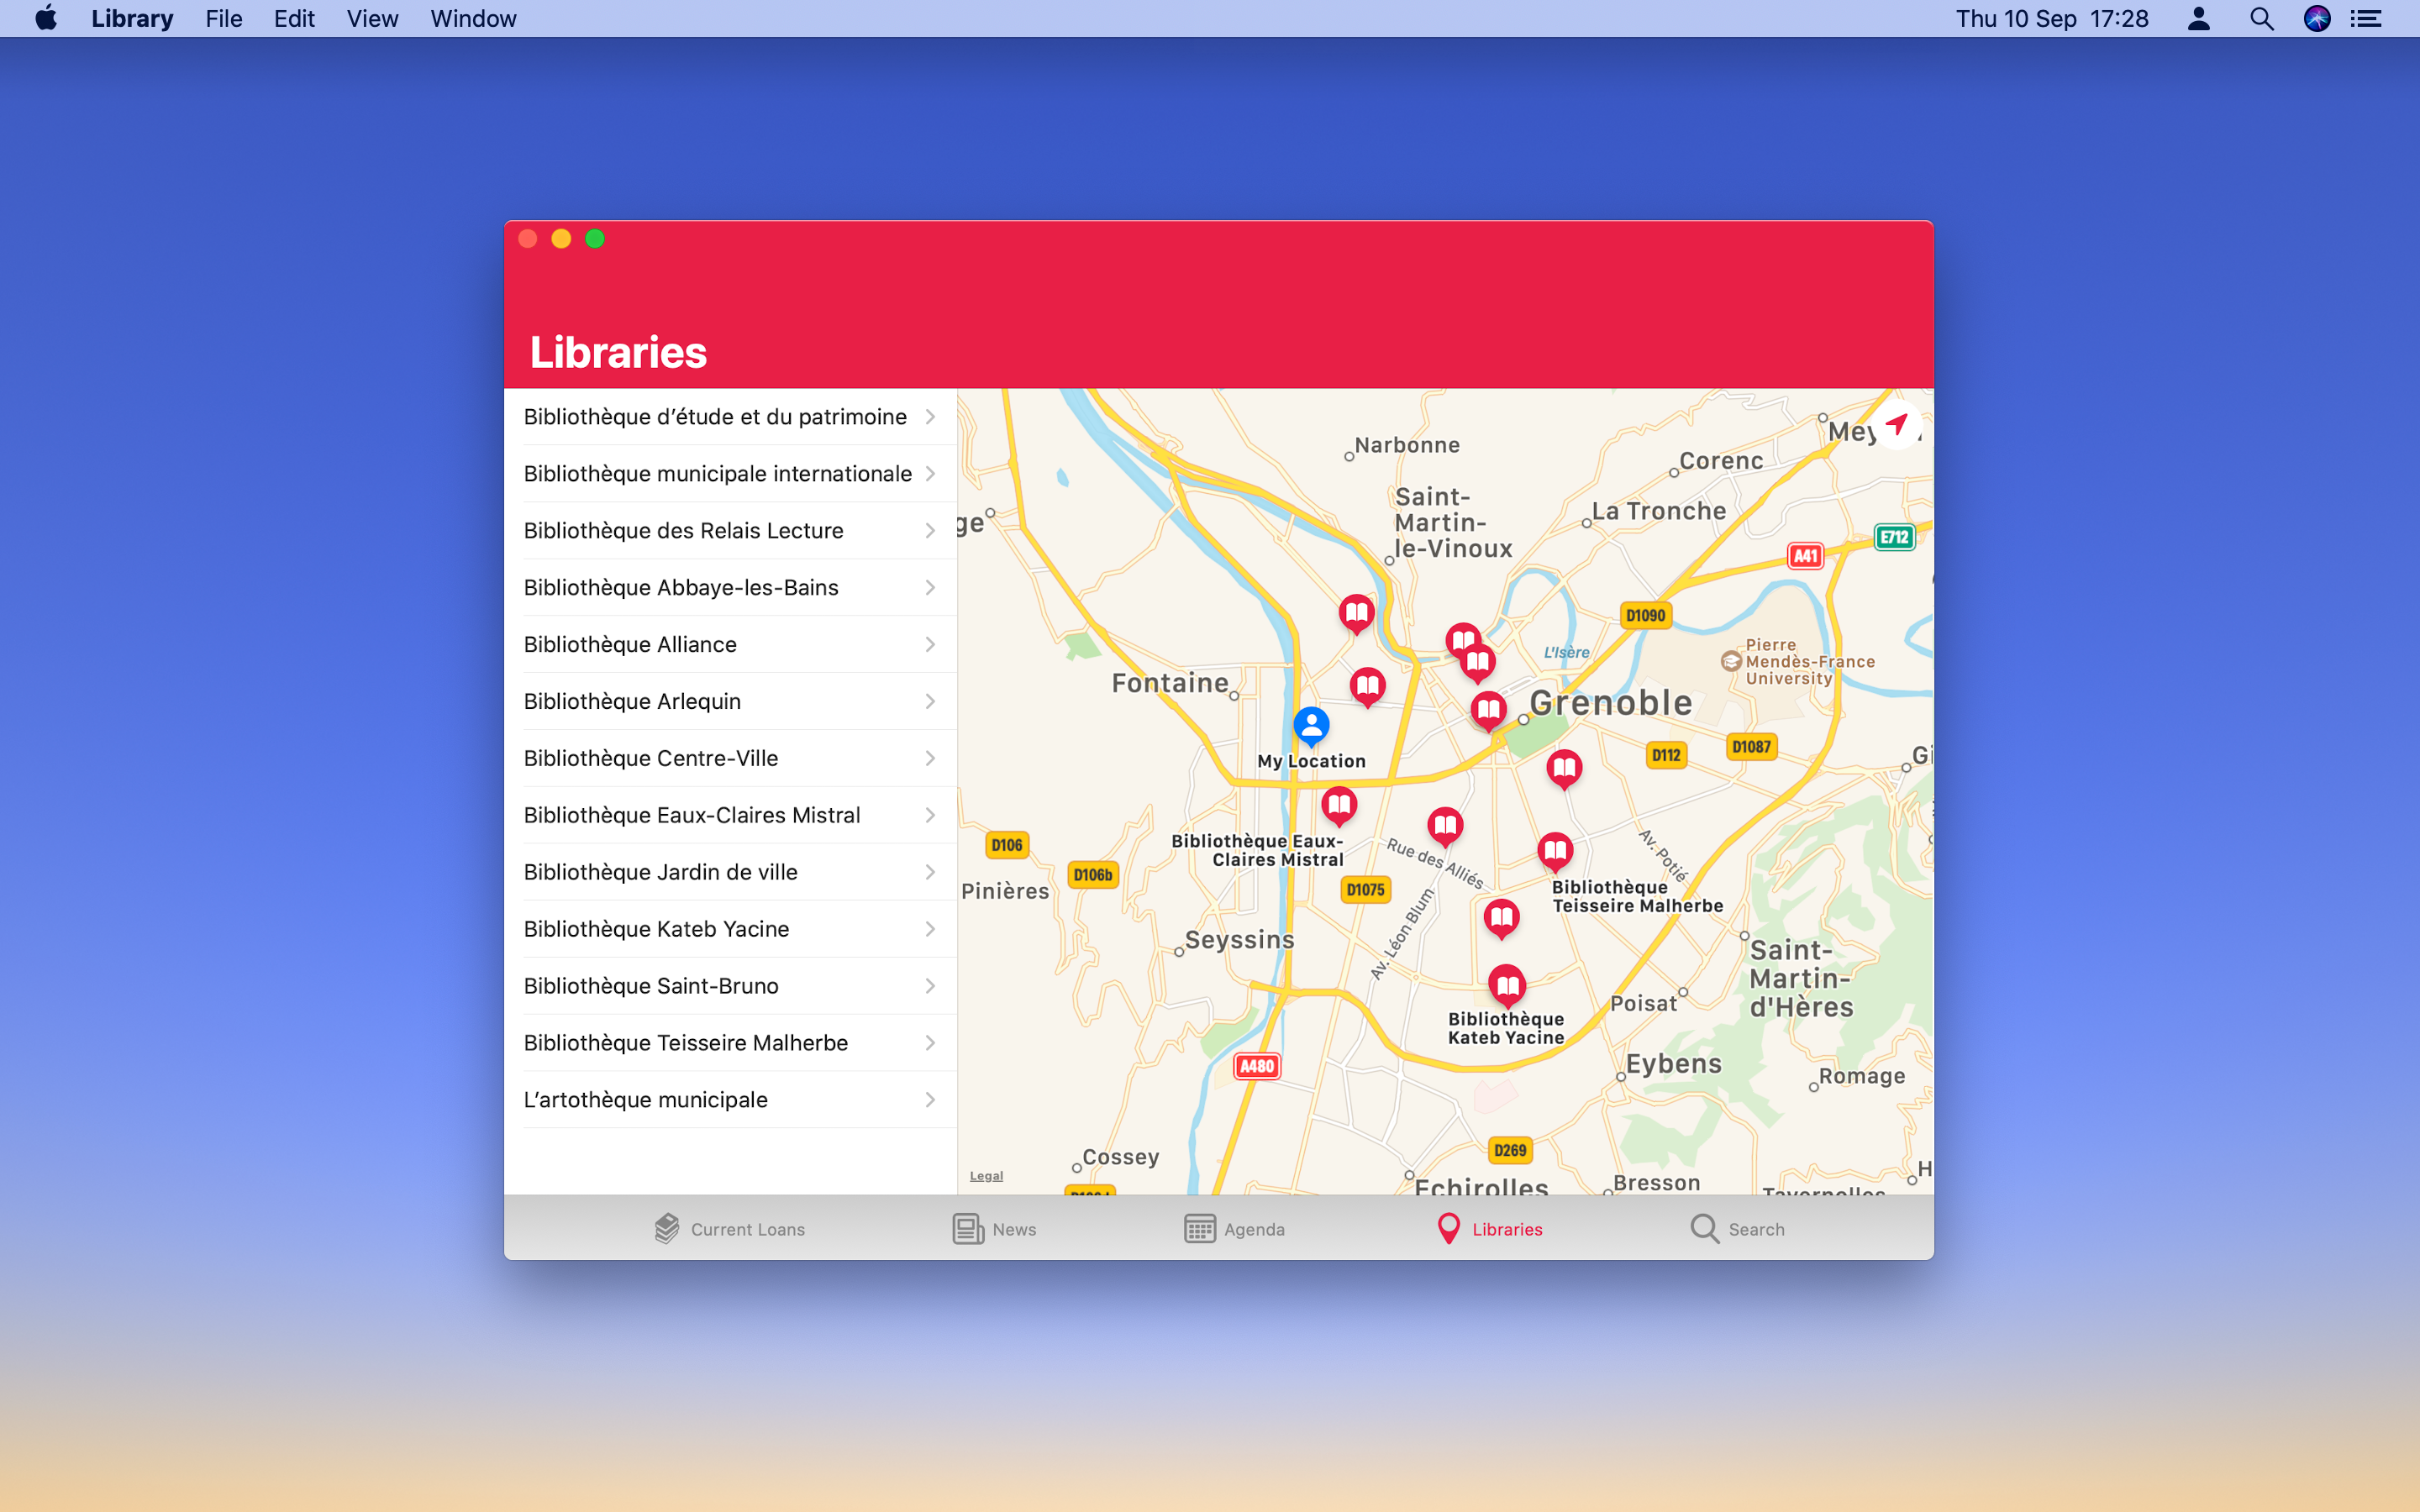 Library File Edit View Window Thu 10 Sep 17:28
Libraries
Bibliothèque d’étude et du patrimoine
Bibliothèque municipale internationale
Bibliothèque des Relais Lecture
Bibliothèque Abbaye-les-Bains
Bibliothèque Alliance
Bibliothèque Arlequin
Bibliothèque Centre-Ville
Bibliothèque Eaux-Claires Mistral
Bibliothèque Jardin de ville
Bibliothèque Kateb Yacine
Bibliothèque Saint-Bruno
Bibliothèque Teisseire Malherbe
L’artothèque municipale
Narbonne
Corenc
Saint-
Martin-
le-Vinoux
La Tronche
ge
E712
A41
D1090
L'Isère
Pierre
Mendès-France
University
Fontaine
Grenoble
My Location
D112
D1087
Gi
Bibliothèque Eaux-
Claires Mistral
Rue des Alliés
Av. Potié
D106
D106b
Pinières
D1075
Av. Léon Blum
Bibliothèque
Teisseire Malherbe
Seyssins
Saint-
Martin-
d'Hères
Poisat
Bibliothèque
Kateb Yacine
A480
Eybens
Romage
D269
Cossey
Legal
Echirolles
Bresson
H
Current Loans News Agenda Libraries Search